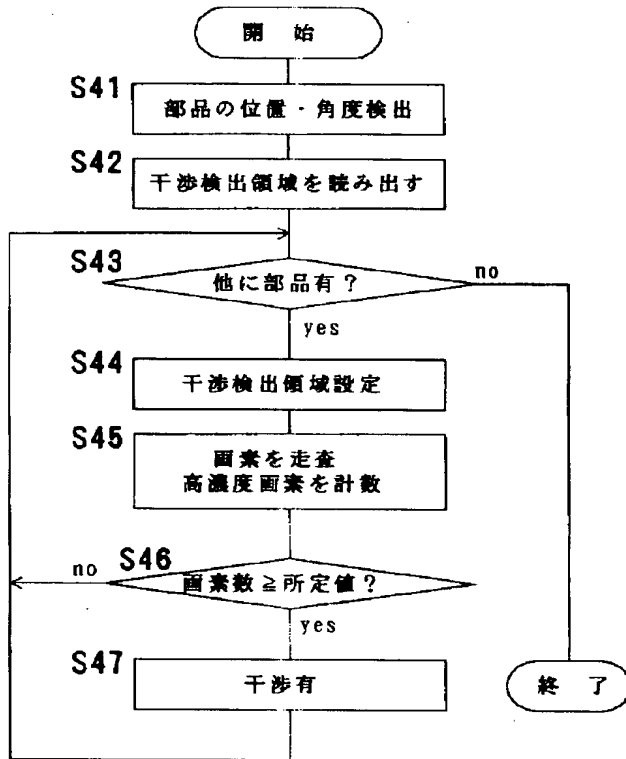 開 始
S41
部品の位置・角度検出
S42
干渉検出領域を読み出す
S43
他に部品有？
no
yes
S44
干渉検出領域設定
S45
画素を走査
高濃度画素を計数
S46
no
画素数≧所定値？
yes
S47
干渉有
終 了